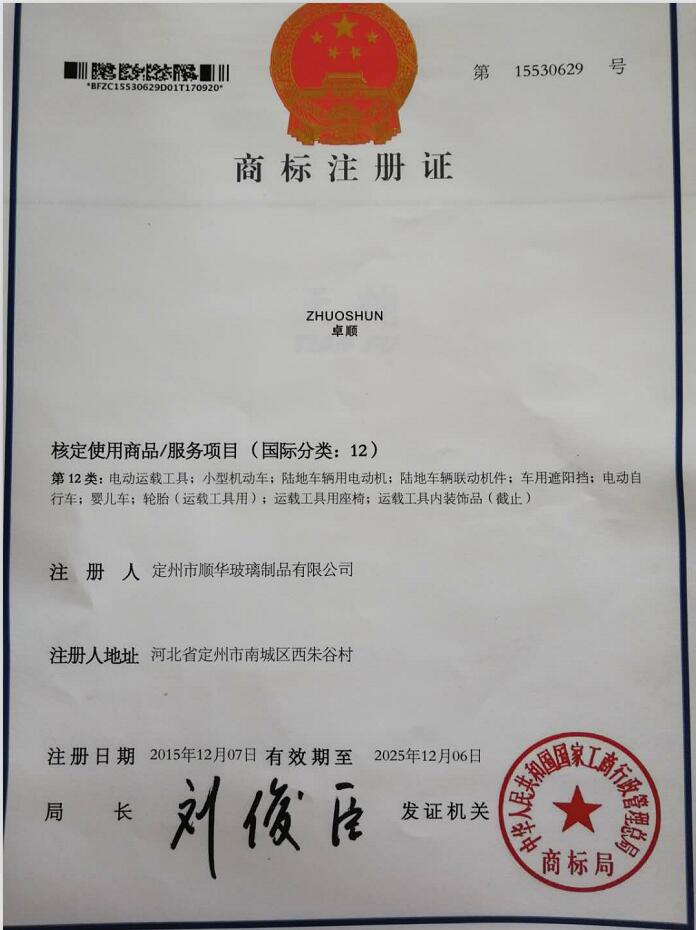 *BFZC15530629D01T170920*
第 15530629 号
商标注册证
ZHUOSHUN
卓顺
核定使用商品/服务项目（国际分类：12）
第 12 类：电动运载工具；小型机动车；陆地车辆用电动机；陆地车辆联动机件；车用遮阳挡；电动自
行车；婴儿车；轮胎（运载工具用）；运载工具用座椅；运载工具内装饰品（截止）
注 册 人 定州市顺华玻璃制品有限公司
注册人地址 河北省定州市南城区西朱谷村
注册日期 2015年12月07日 有效期至 2025年12月06日
局 长 刘俊臣 发证机关
中华人民共和国国家工商行政管理总局
商标局